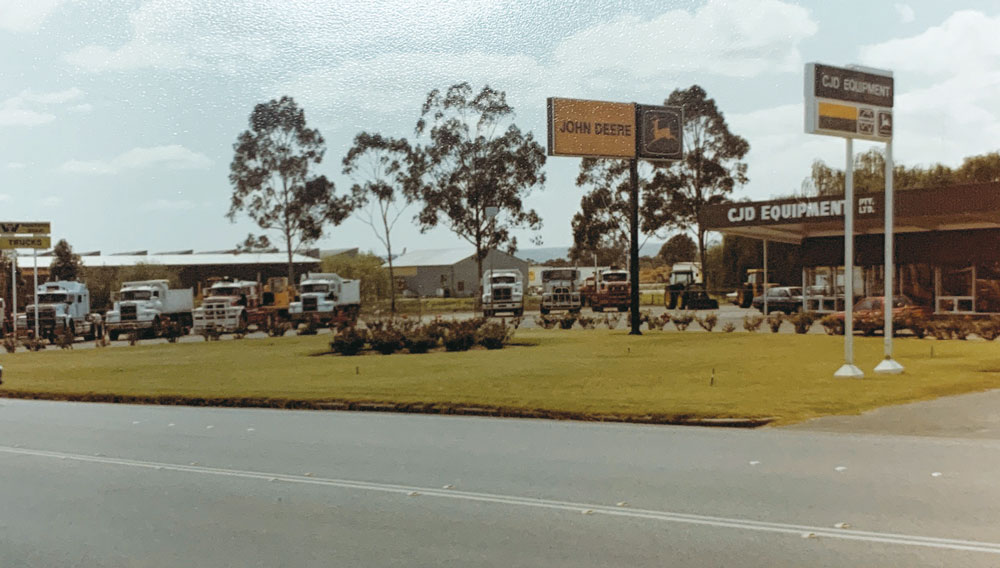 TRUCKS
JOHN DEERE
CJD EQUIPMENT
CJD EQUIPMENT PTY.
LTD.